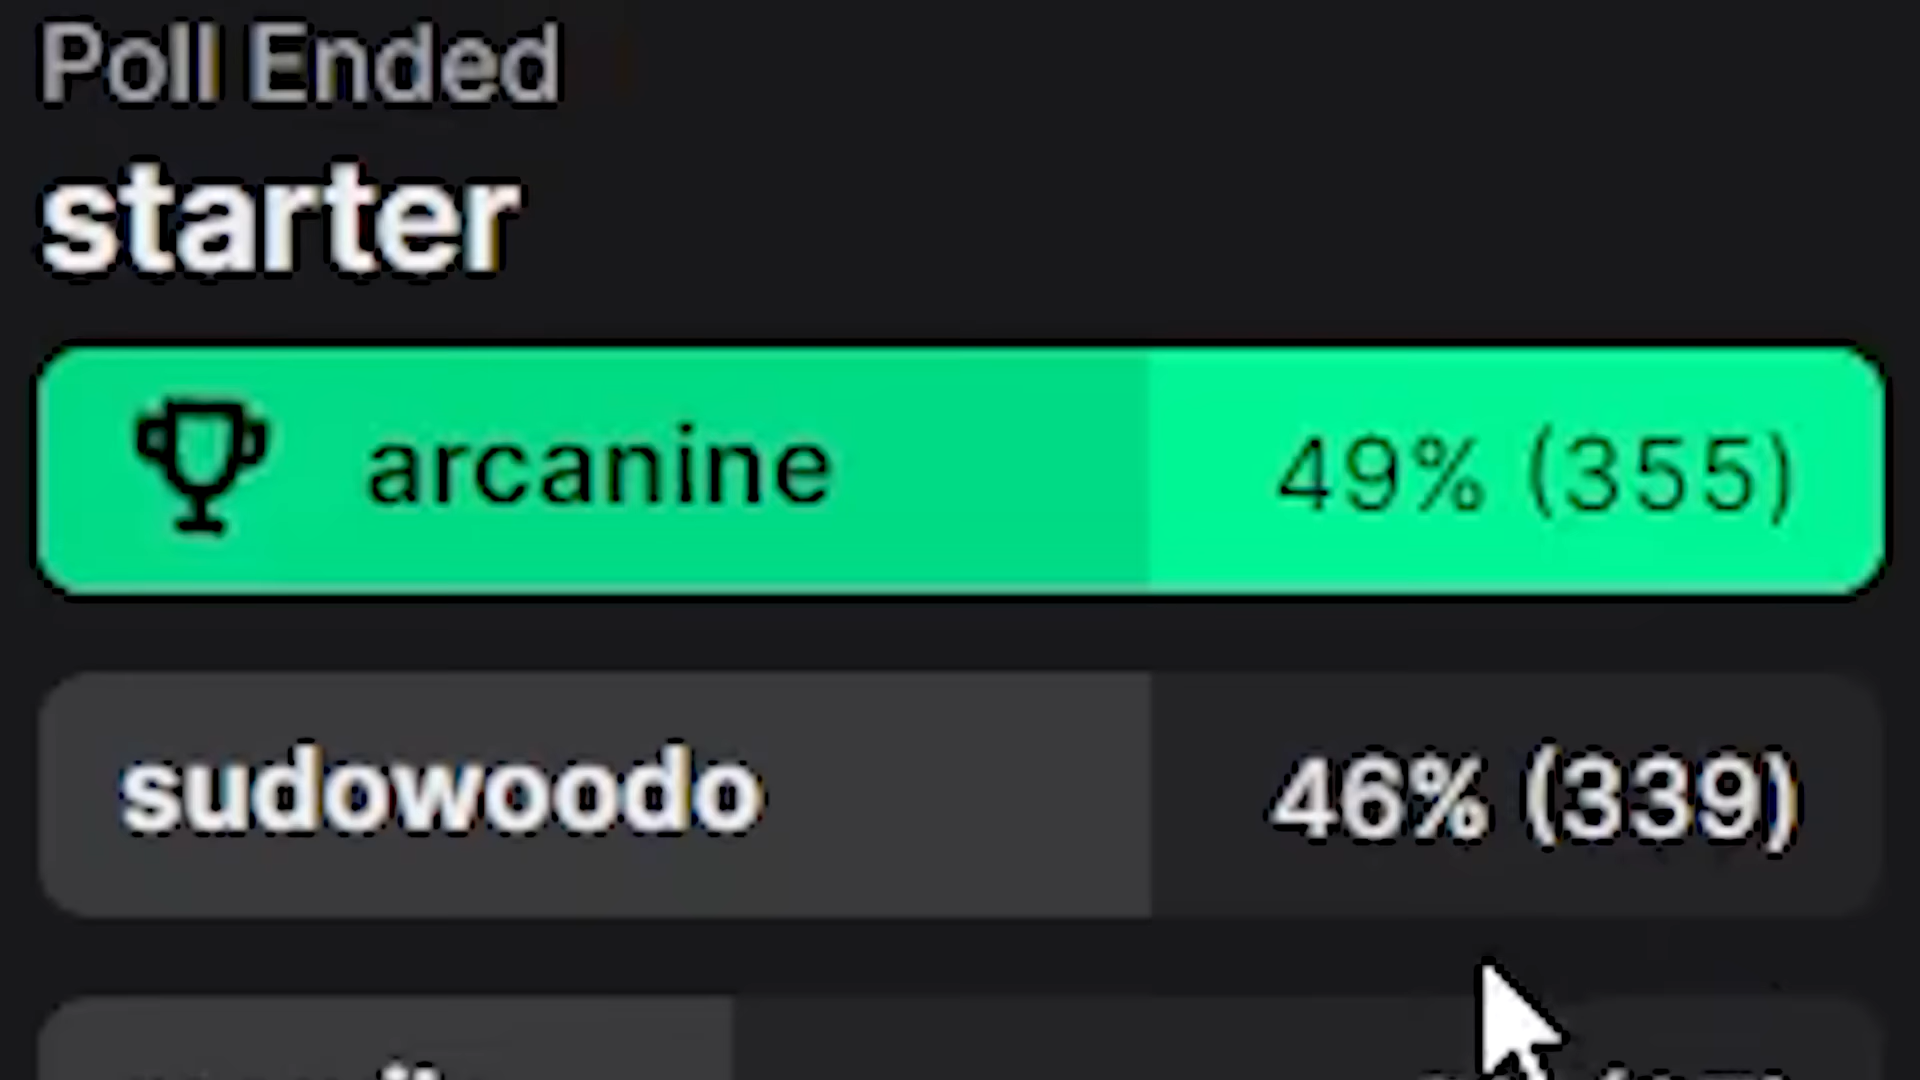 Poll Ended
starter
arcanine 49% (355)
sudowoodo 46% (339)